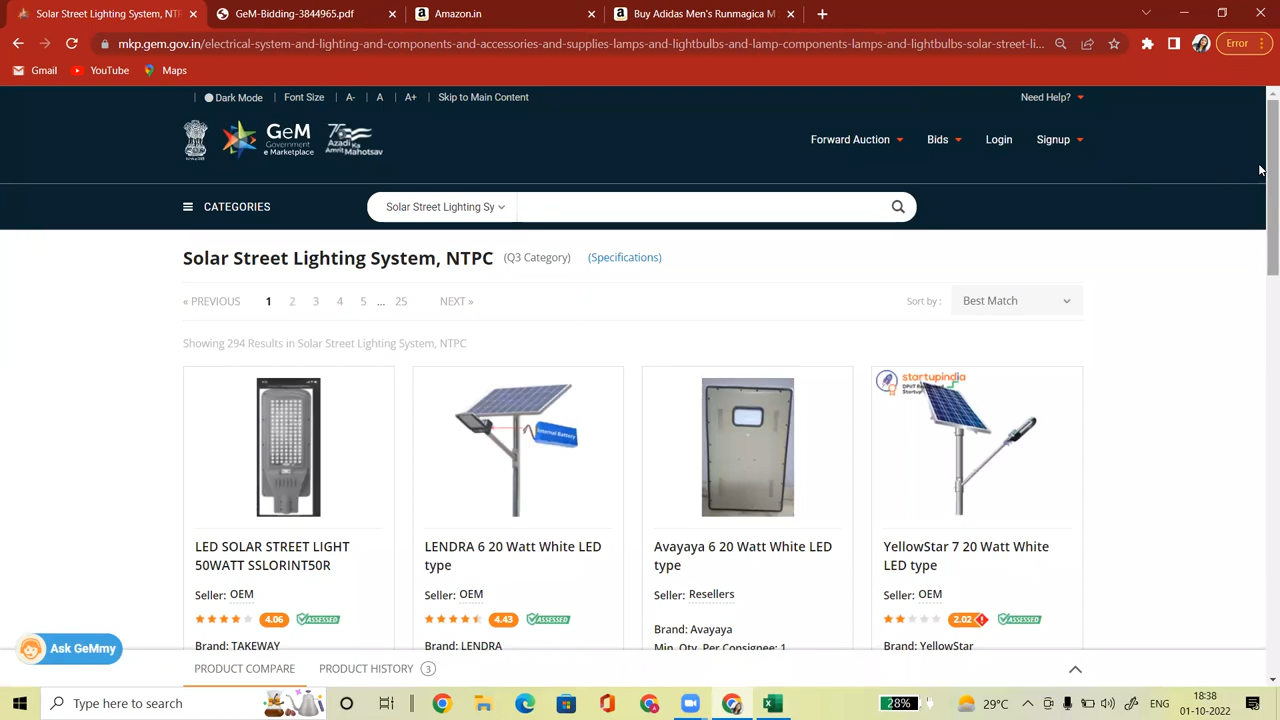 Solar Street Lighting System, NT
GeM-Bidding-3844965.pdf
Amazon.in
Buy Adidas Men's Runmagica M S
mkp.gem.gov.in/electrical-system-and-lighting-and-components-and-accessories-and-supplies-lamps-and-lightbulbs-and-lamp-components-lamps-and-lightbulbs-solar-street-li...
Error
Gmail
YouTube
Maps
Dark Mode
Font Size
A-
A
A+
Skip to Main Content
Need Help?
GeM
Government
e Marketplace
75
Azadi Ka
Amrit Mahotsav
Forward Auction
Bids
Login
Signup
CATEGORIES
Solar Street Lighting Sy
Solar Street Lighting System, NTPC
(Q3 Category)
(Specifications)
« PREVIOUS
1
2
3
4
5
...
25
NEXT »
Sort by :
Best Match
Showing 294 Results in Solar Street Lighting System, NTPC
Internal Battery
startupindia
LED SOLAR STREET LIGHT
50WATT SSLORINT50R
Seller: OEM
4.06
ASSESSED
Brand: TAKEWAY
LENDRA 6 20 Watt White LED
type
Seller: OEM
4.43
ASSESSED
Brand: LENDRA
Avayaya 6 20 Watt White LED
type
Seller: Resellers
Brand: Avayaya
Min. Qty. Per Consignee: 1
YellowStar 7 20 Watt White
LED type
Seller: OEM
2.02
ASSESSED
Brand: YellowStar
Ask GeMmy
PRODUCT COMPARE
PRODUCT HISTORY
3
Type here to search
28%
29°C
ENG
18:38
01-10-2022